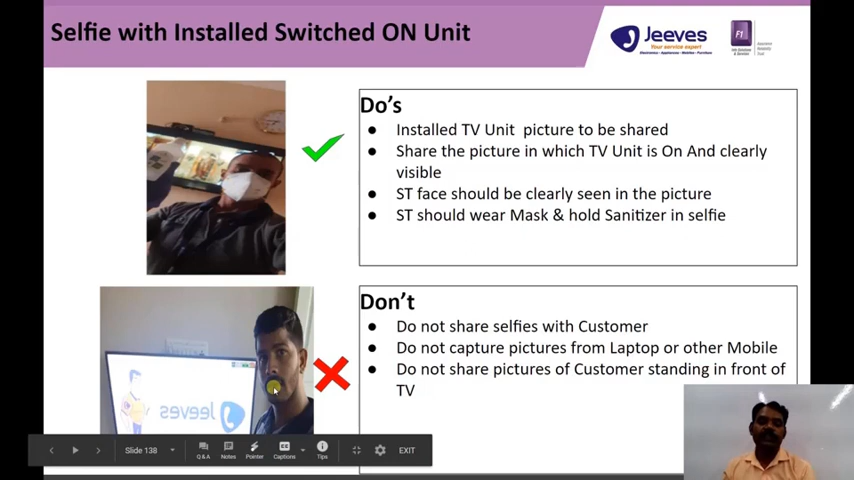 Selfie with Installed Switched ON Unit
Jeeves
Your service expert
F1
Do's
Installed TV Unit picture to be shared
Share the picture in which TV Unit is On And clearly
visible
ST face should be clearly seen in the picture
ST should wear Mask & hold Sanitizer in selfie
Don't
Do not share selfies with Customer
Do not capture pictures from Laptop or other Mobile
Do not share pictures of Customer standing in front of
TV
Jeeves
Slide 138
Q & A
Notes
Pointer
Captions
Tips
EXIT